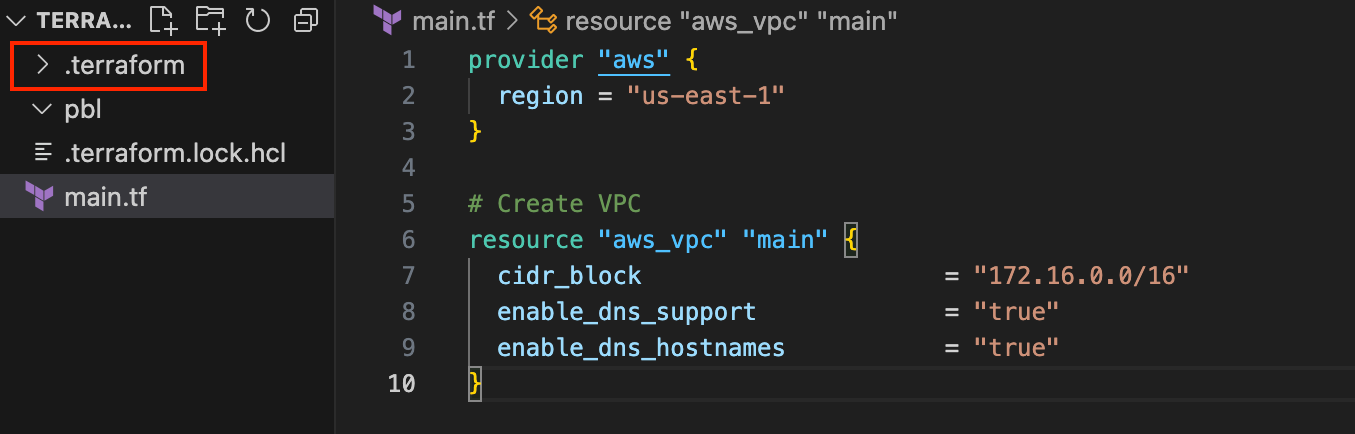 TERRA...
.terraform
pbl
.terraform.lock.hcl
main.tf
main.tf > resource "aws_vpc" "main"
1 provider "aws" {
2   region = "us-east-1"
3 }
4
5 # Create VPC
6 resource "aws_vpc" "main" {
7   cidr_block                     = "172.16.0.0/16"
8   enable_dns_support             = "true"
9   enable_dns_hostnames           = "true"
10 }